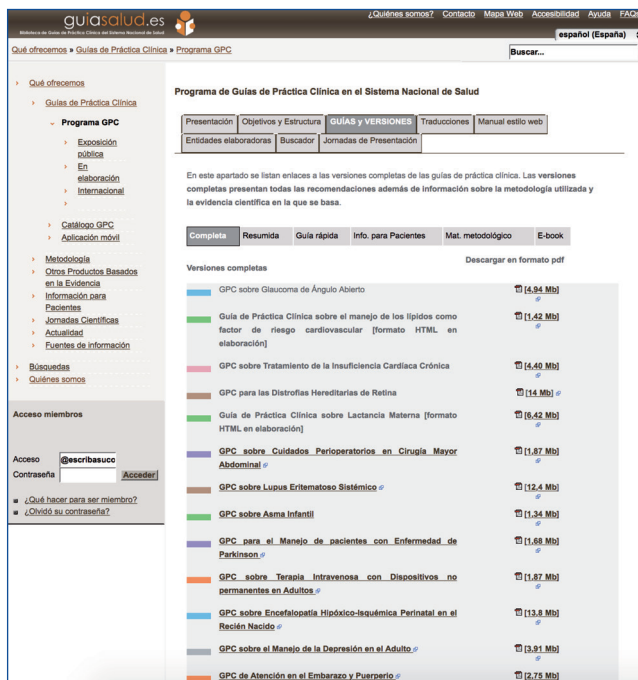 guiasalud.es
Biblioteca de Guías de Práctica Clínica del Sistema Nacional de Salud
¿Quiénes somos? Contacto Mapa Web Accesibilidad Ayuda FAQs
español (España)
Qué ofrecemos » Guías de Práctica Clínica » Programa GPC
Buscar...
Qué ofrecemos
Guías de Práctica Clínica
Programa GPC
Exposición
pública
En
elaboración
Internacional
Catálogo GPC
Aplicación móvil
Metodología
Otros Productos Basados
en la Evidencia
Información para
Pacientes
Jornadas Científicas
Actualidad
Fuentes de información
Búsquedas
Quiénes somos
Acceso miembros
Acceso @escribasucc
Contraseña Acceder
¿Qué hacer para ser miembro?
¿Olvidó su contraseña?
Programa de Guías de Práctica Clínica en el Sistema Nacional de Salud
Presentación Objetivos y Estructura GUÍAS y VERSIONES Traducciones Manual estilo web
Entidades elaboradoras Buscador Jornadas de Presentación
En este apartado se listan enlaces a las versiones completas de las guías de práctica clínica. Las versiones
completas presentan todas las recomendaciones además de información sobre la metodología utilizada y
la evidencia científica en la que se basa.
Completa Resumida Guía rápida Info. para Pacientes Mat. metodológico E-book
Versiones completas Descargar en formato pdf
GPC sobre Glaucoma de Ángulo Abierto [4,94 Mb]
Guía de Práctica Clínica sobre el manejo de los lípidos como [1,42 Mb]
factor de riesgo cardiovascular [formato HTML en
elaboración]
GPC sobre Tratamiento de la Insuficiencia Cardiaca Crónica [4,40 Mb]
GPC para las Distrofias Hereditarias de Retina [14 Mb]
Guía de Práctica Clínica sobre Lactancia Materna [formato [6,42 Mb]
HTML en elaboración]
GPC sobre Cuidados Perioperatorios en Cirugía Mayor [1,87 Mb]
Abdominal
GPC sobre Lupus Eritematoso Sistémico [12,4 Mb]
GPC sobre Asma Infantil [1,34 Mb]
GPC para el Manejo de pacientes con Enfermedad de [1,68 Mb]
Parkinson
GPC sobre Terapia Intravenosa con Dispositivos no [1,87 Mb]
permanentes en Adultos
GPC sobre Encefalopatía Hipóxico-Isquémica Perinatal en el [13,8 Mb]
Recién Nacido
GPC sobre el Manejo de la Depresión en el Adulto [3,91 Mb]
GPC de Atención en el Embarazo y Puerperio [2,75 Mb]